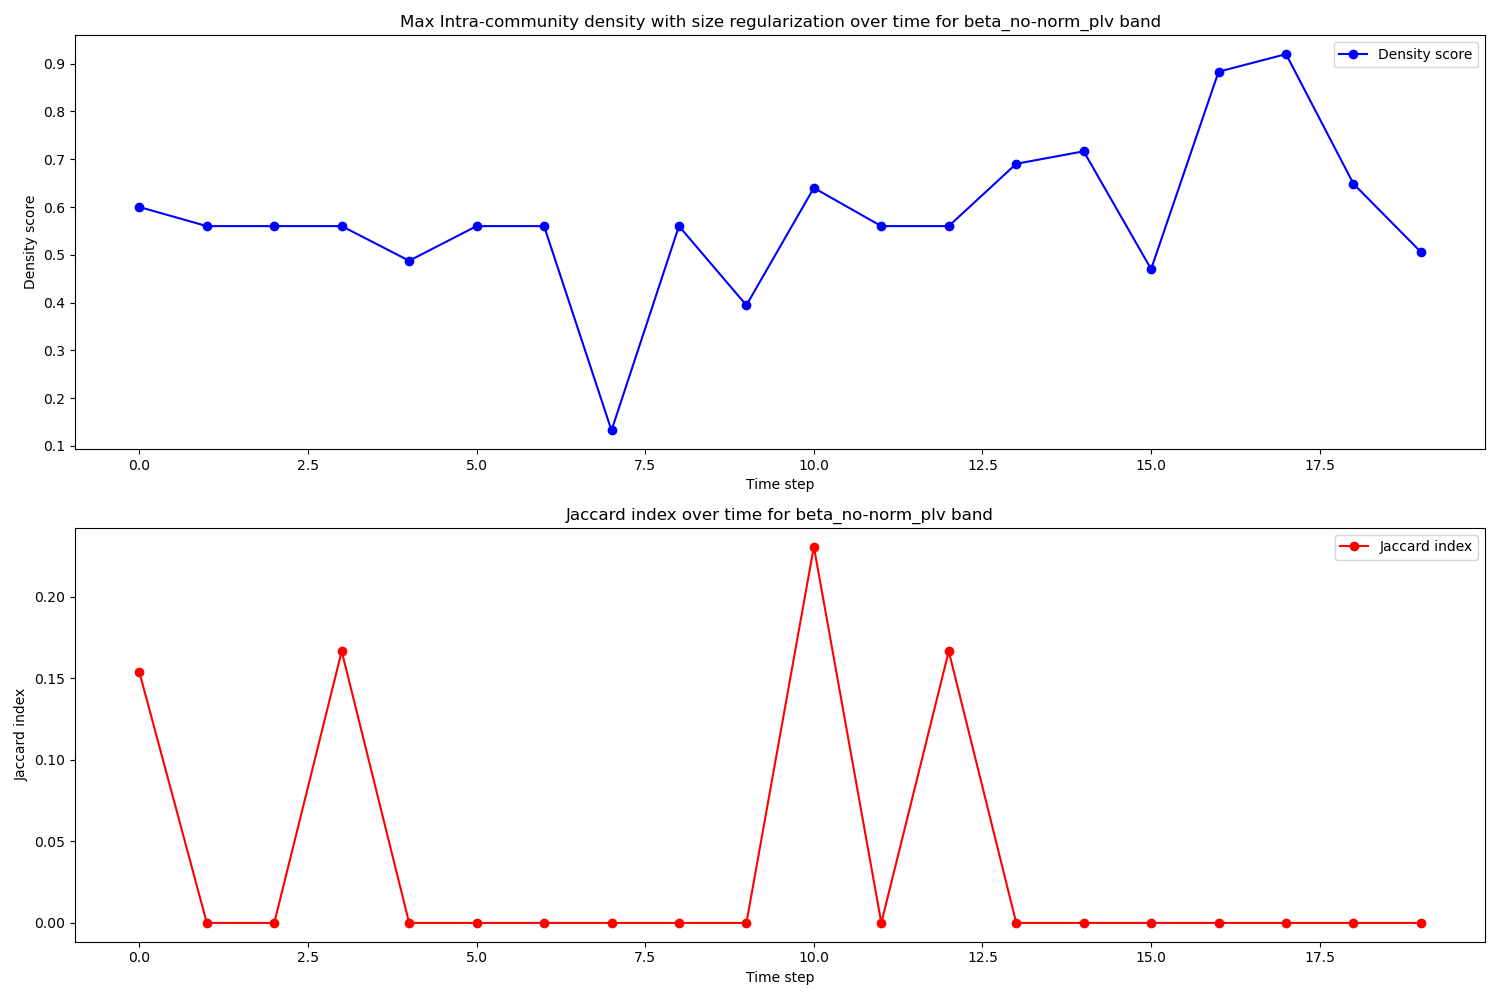 Max Intra-community density with size regularization over time for beta_no-norm_plv band
Density score
0.9
0.8
0.7
0.6
0.5
0.4
0.3
0.2
0.1
Density score
0.0 2.5 5.0 7.5 10.0 12.5 15.0 17.5
Time step
Jaccard index over time for beta_no-norm_plv band
Jaccard index
0.20
0.15
0.10
0.05
0.00
Jaccard index
0.0 2.5 5.0 7.5 10.0 12.5 15.0 17.5
Time step